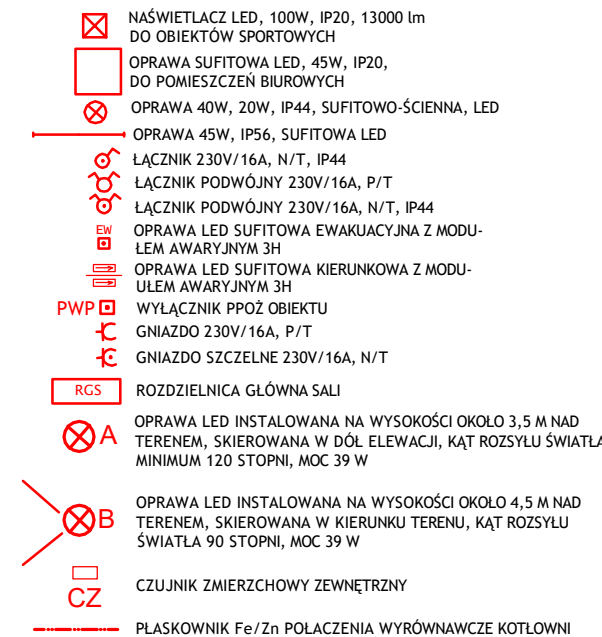 NAŚWIETLACZ LED, 100W, IP20, 13000 lm
DO OBIEKTÓW SPORTOWYCH
OPRAWA SUFITOWA LED, 45W, IP20,
DO POMIESZCZEŃ BIUROWYCH
OPRAWA 40W, 20W, IP44, SUFITOWO-ŚCIENNA, LED
OPRAWA 45W, IP56, SUFITOWA LED
ŁĄCZNIK 230V/16A, N/T, IP44
ŁĄCZNIK PODWÓJNY 230V/16A, P/T
ŁĄCZNIK PODWÓJNY 230V/16A, N/T, IP44
EW OPRAWA LED SUFITOWA EWAKUACYJNA Z MODU-
ŁEM AWARYJNYM 3H
OPRAWA LED SUFITOWA KIERUNKOWA Z MODU-
UŁEM AWARYJNYM 3H
PWP WYŁĄCZNIK PPOŻ OBIEKTU
GNIAZDO 230V/16A, P/T
GNIAZDO SZCZELNE 230V/16A, N/T
RGS ROZDZIELNICA GŁÓWNA SALI
OPRAWA LED INSTALOWANA NA WYSOKOŚCI OKOŁO 3,5 M NAD
A TERENEM, SKIEROWANA W DÓŁ ELEWACJI, KĄT ROZSYŁU ŚWIATŁA
MINIMUM 120 STOPNI, MOC 39 W
OPRAWA LED INSTALOWANA NA WYSOKOŚCI OKOŁO 4,5 M NAD
B TERENEM, SKIEROWANA W KIERUNKU TERENU, KĄT ROZSYŁU
ŚWIATŁA 90 STOPNI, MOC 39 W
CZ CZUJNIK ZMIERZCHOWY ZEWNĘTRZNY
PŁASKOWNIK Fe/Zn POŁĄCZENIA WYRÓWNAWCZE KOTŁOWNI